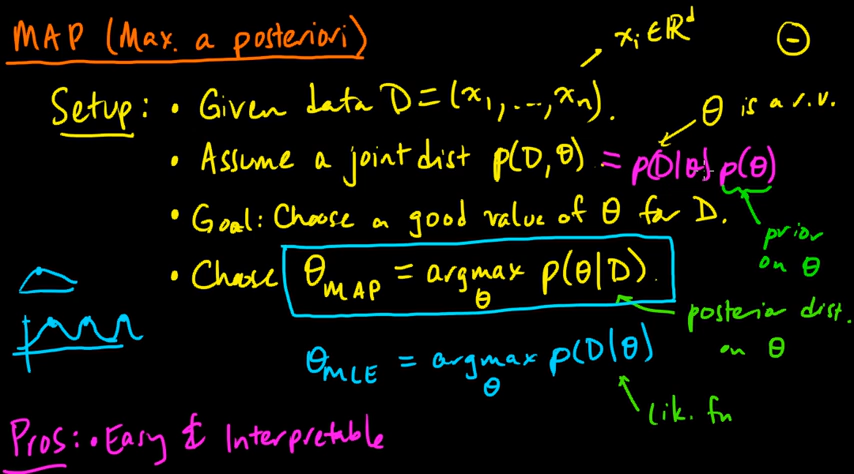 MAP (Max. a posteriori)
x_i ∈ ℝ^d
Setup: • Given data D = (x_1, ..., x_n).
θ is a r.v.
• Assume a joint dist p(D, θ) = p(D|θ) p(θ)
• Goal: Choose a good value of θ for D.
prior
on θ
• Choose θ_MAP = argmax_θ p(θ|D).
posterior dist.
on θ
θ_MLE = argmax_θ p(D|θ)
lik. fn
Pros: • Easy & Interpretable